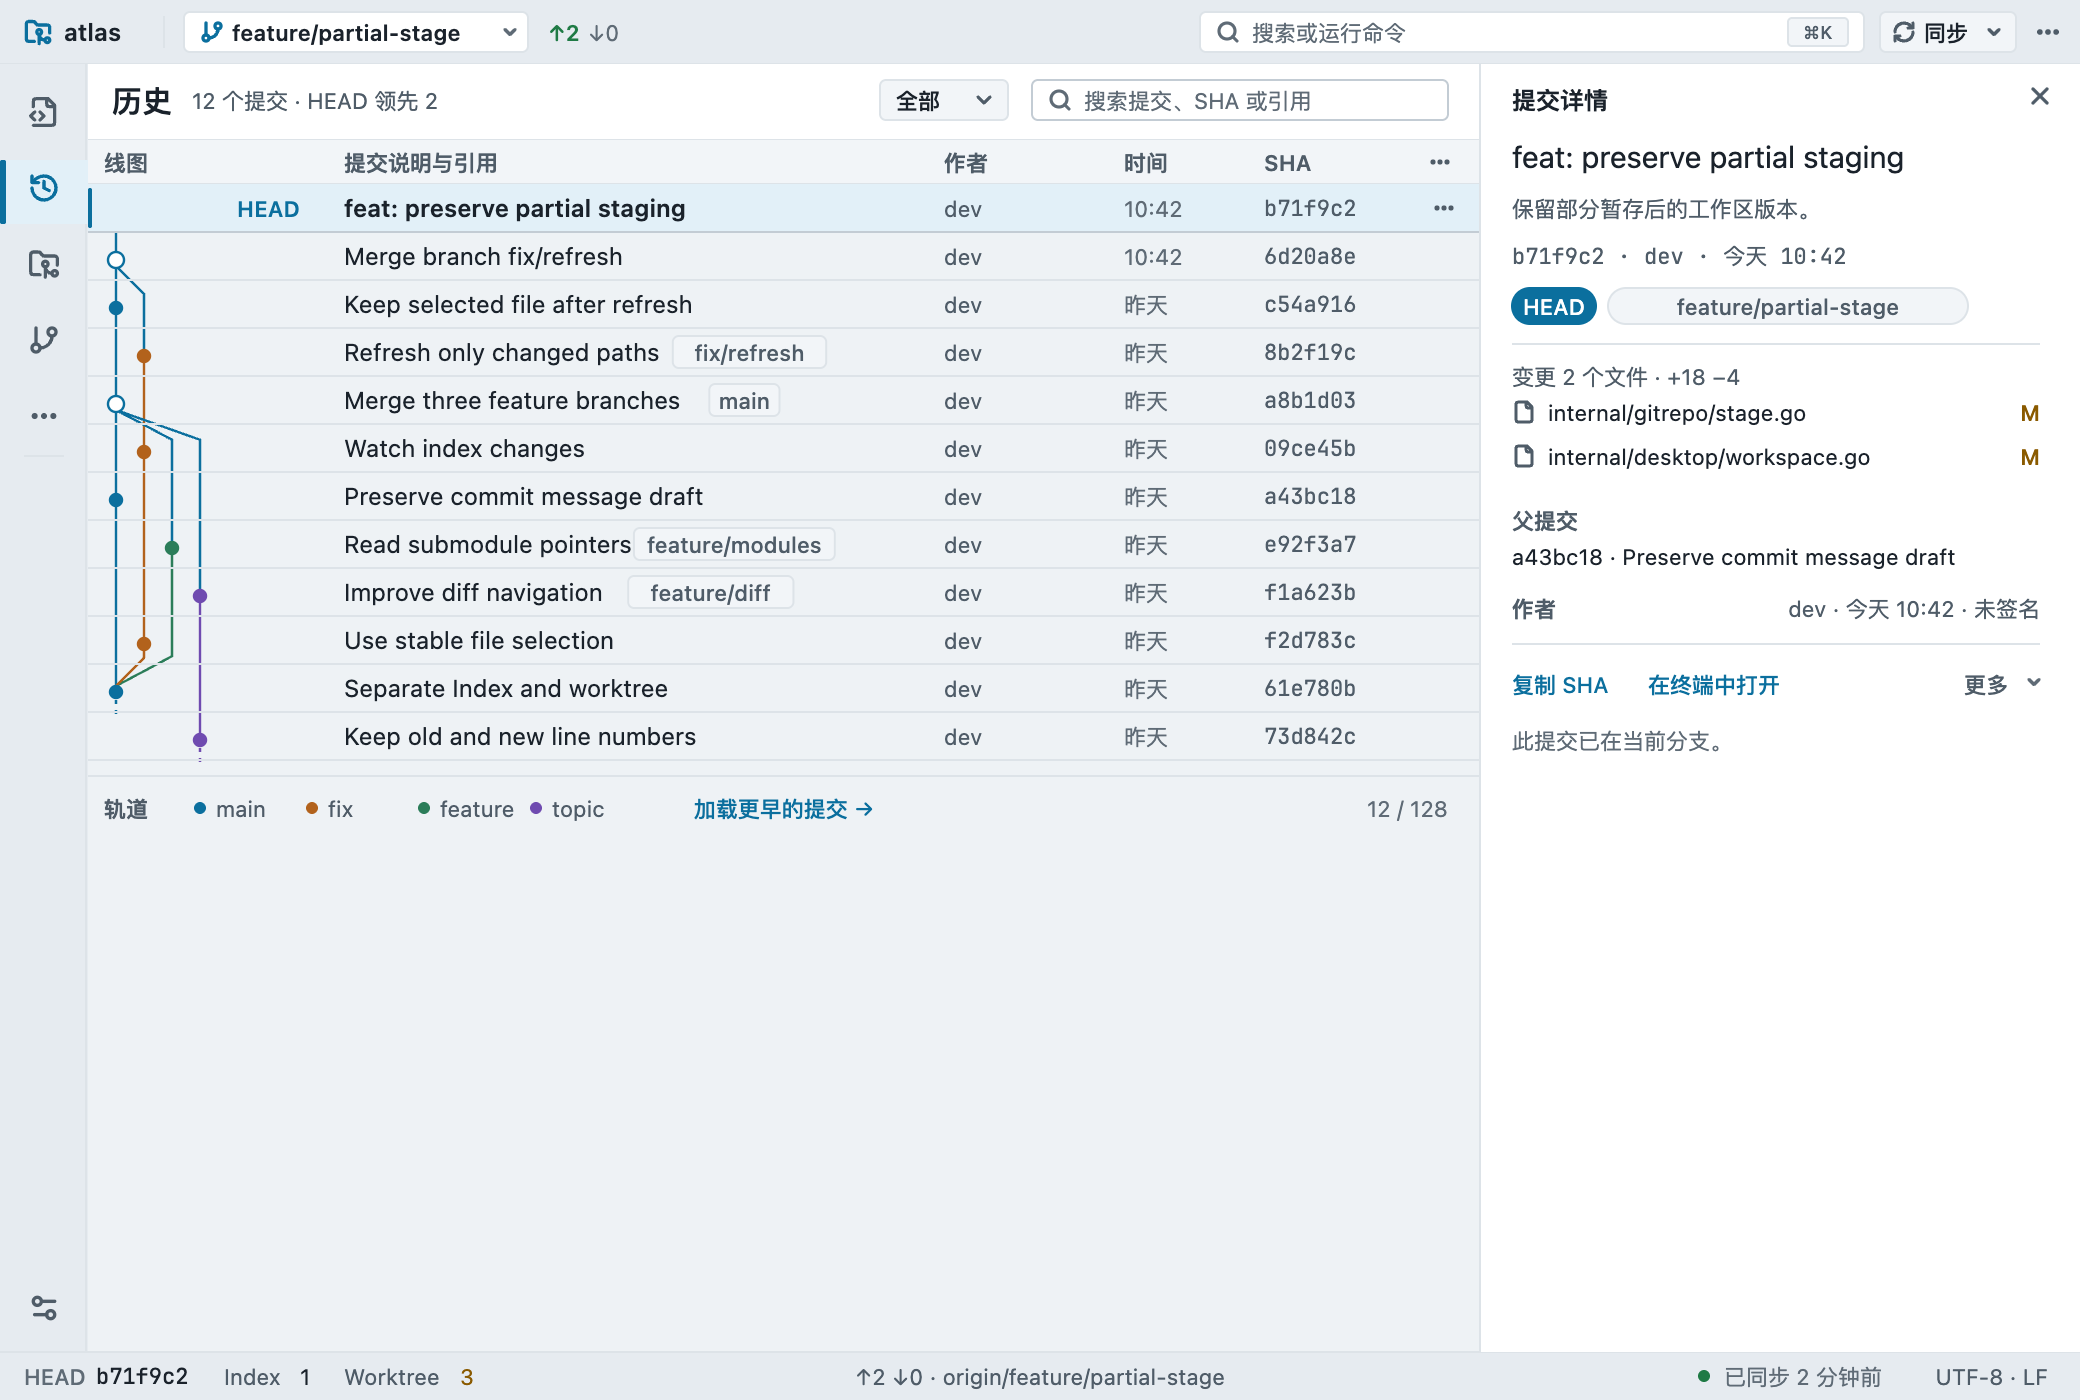 atlas feature/partial-stage ↑2 ↓0 搜索或运行命令 ⌘K 同步
历史 12 个提交 · HEAD 领先 2 全部 搜索提交、SHA 或引用
线图 提交说明与引用 作者 时间 SHA
HEAD feat: preserve partial staging dev 10:42 b71f9c2
Merge branch fix/refresh dev 10:42 6d20a8e
Keep selected file after refresh dev 昨天 c54a916
Refresh only changed paths fix/refresh dev 昨天 8b2f19c
Merge three feature branches main dev 昨天 a8b1d03
Watch index changes dev 昨天 09ce45b
Preserve commit message draft dev 昨天 a43bc18
Read submodule pointers feature/modules dev 昨天 e92f3a7
Improve diff navigation feature/diff dev 昨天 f1a623b
Use stable file selection dev 昨天 f2d783c
Separate Index and worktree dev 昨天 61e780b
Keep old and new line numbers dev 昨天 73d842c
轨道 main fix feature topic 加载更早的提交 → 12 / 128
提交详情
feat: preserve partial staging
保留部分暂存后的工作区版本。
b71f9c2 · dev · 今天 10:42
HEAD feature/partial-stage
变更 2 个文件 · +18 −4
internal/gitrepo/stage.go M
internal/desktop/workspace.go M
父提交
a43bc18 · Preserve commit message draft
作者 dev · 今天 10:42 · 未签名
复制 SHA 在终端中打开 更多
此提交已在当前分支。
HEAD b71f9c2 Index 1 Worktree 3 ↑2 ↓0 · origin/feature/partial-stage 已同步 2 分钟前 UTF-8 · LF